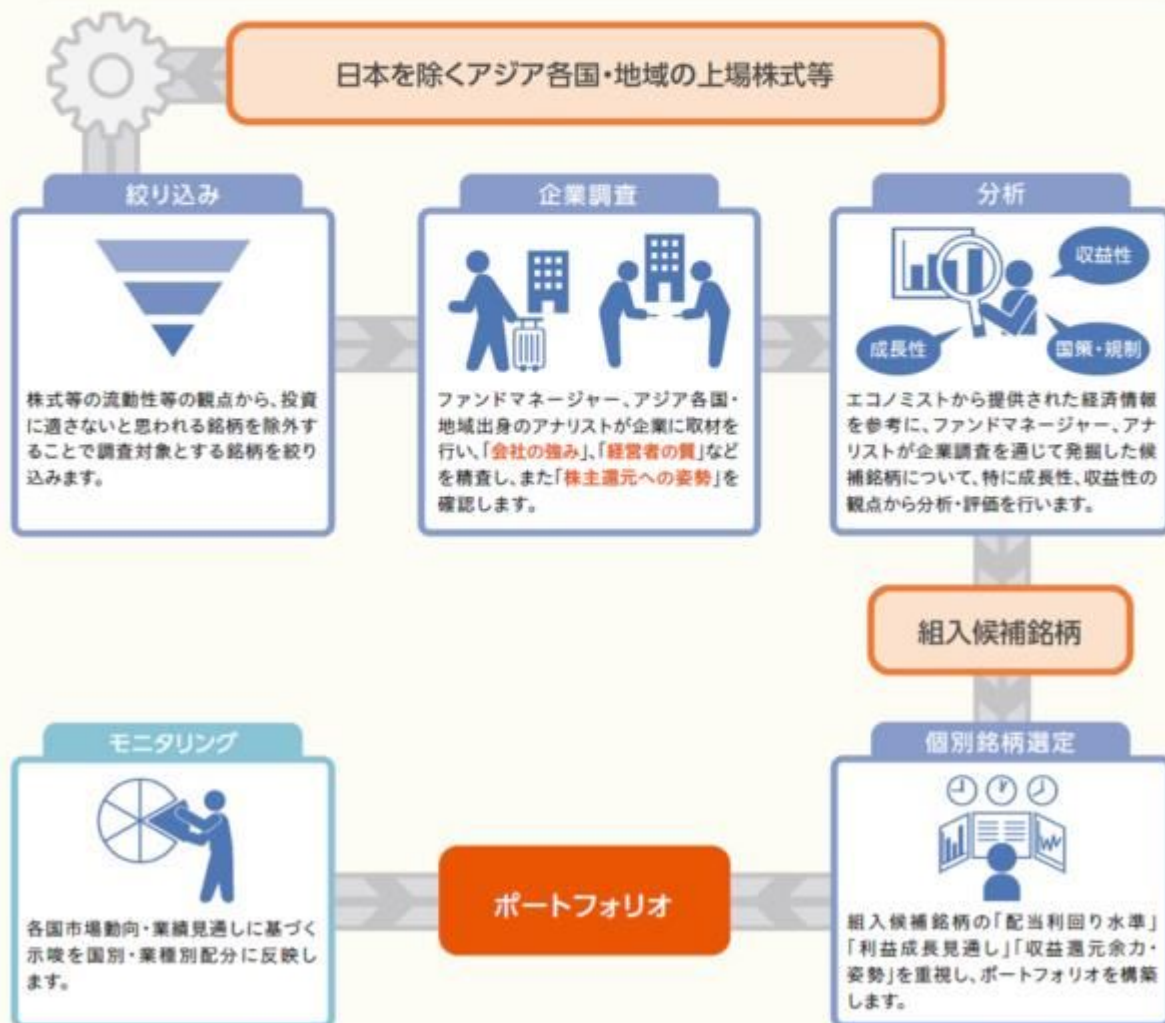 日本を除くアジア各国・地域の上場株式等
絞り込み
株式等の流動性等の観点から、投資
に適さないと思われる銘柄を除外す
ることで調査対象とする銘柄を絞り
込みます。
企業調査
ファンドマネージャー、アジア各国・
地域出身のアナリストが企業に取材を
行い、「会社の強み」、「経営者の質」など
を精査し、また「株主還元への姿勢」を
確認します。
分析
収益性
成長性
国策・規制
エコノミストから提供された経済情報
を参考に、ファンドマネージャー、アナ
リストが企業調査を通じて発掘した候
補銘柄について、特に成長性、収益性の
観点から分析・評価を行います。
組入候補銘柄
個別銘柄選定
組入候補銘柄の「配当利回り水準」
「利益成長見通し」「収益還元余力・
姿勢」を重視し、ポートフォリオを構築
します。
ポートフォリオ
モニタリング
各国市場動向・業績見通しに基づく
示唆を国別・業種別配分に反映し
ます。